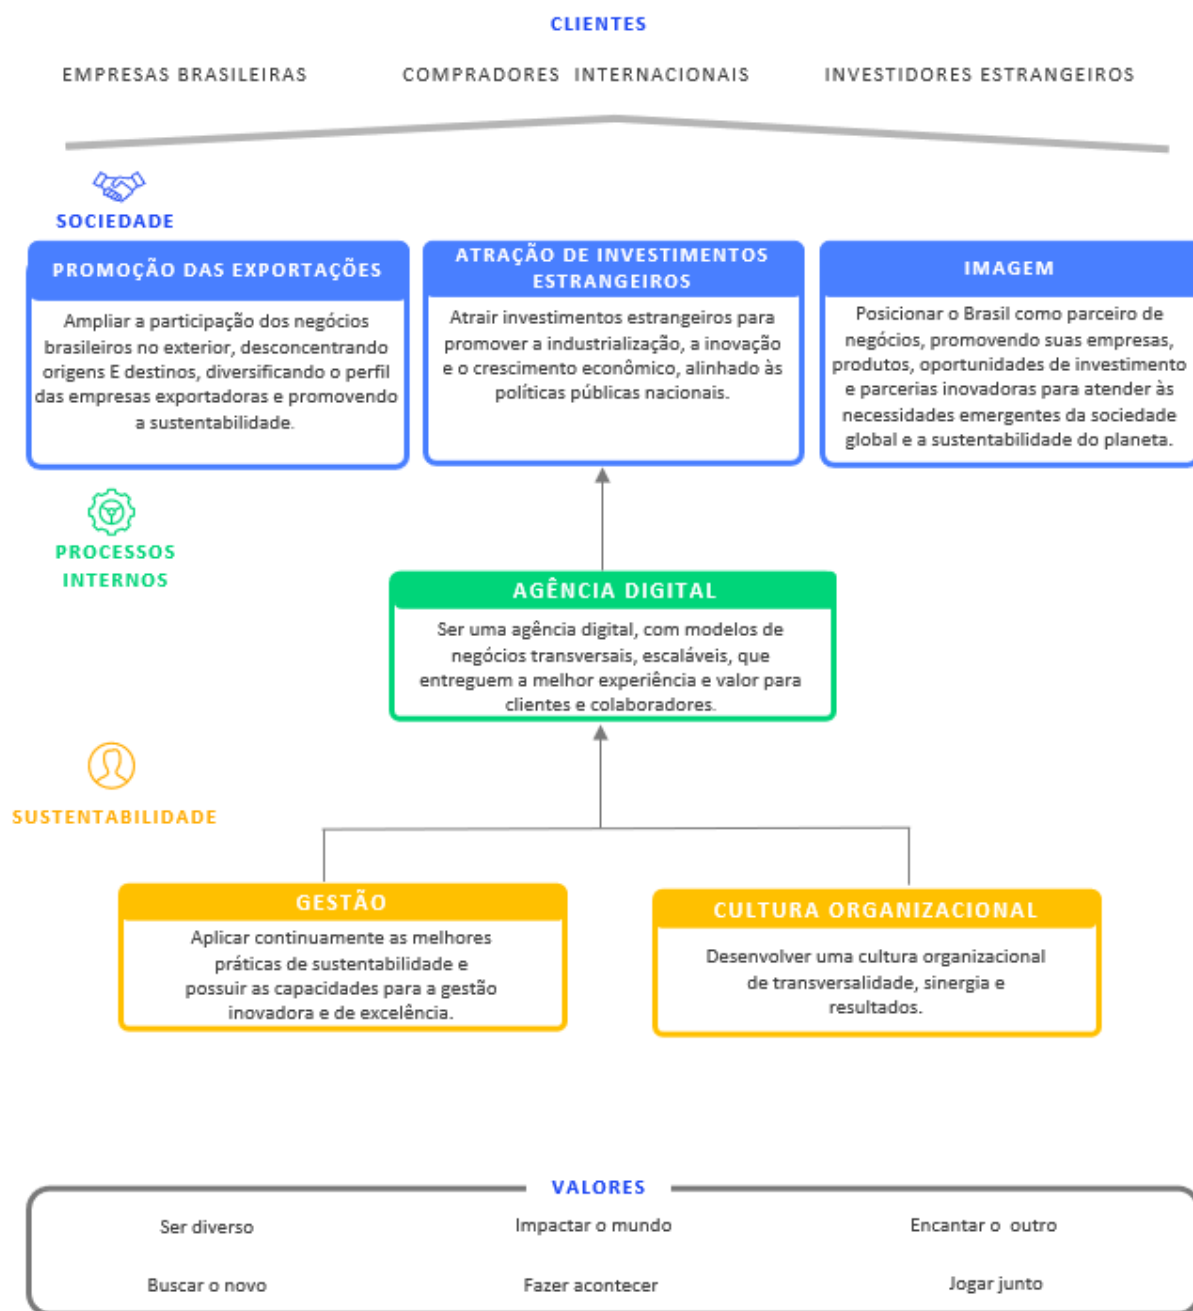 CLIENTES
EMPRESAS BRASILEIRAS
COMPRADORES INTERNACIONAIS
INVESTIDORES ESTRANGEIROS
SOCIEDADE
PROMOÇÃO DAS EXPORTAÇÕES
Ampliar a participação dos negócios
brasileiros no exterior, desconcentrando
origens E destinos, diversificando o perfil
das empresas exportadoras e promovendo
a sustentabilidade.
ATRAÇÃO DE INVESTIMENTOS
ESTRANGEIROS
Atrair investimentos estrangeiros para
promover a industrialização, a inovação
e o crescimento econômico, alinhado às
políticas públicas nacionais.
IMAGEM
Posicionar o Brasil como parceiro de
negócios, promovendo suas empresas,
produtos, oportunidades de investimento
e parcerias inovadoras para atender às
necessidades emergentes da sociedade
global e a sustentabilidade do planeta.
PROCESSOS
INTERNOS
AGÊNCIA DIGITAL
Ser uma agência digital, com modelos de
negócios transversais, escaláveis, que
entreguem a melhor experiência e valor para
clientes e colaboradores.
SUSTENTABILIDADE
GESTÃO
Aplicar continuamente as melhores
práticas de sustentabilidade e
possuir as capacidades para a gestão
inovadora e de excelência.
CULTURA ORGANIZACIONAL
Desenvolver uma cultura organizacional
de transversalidade, sinergia e
resultados.
VALORES
Ser diverso
Impactar o mundo
Encantar o outro
Buscar o novo
Fazer acontecer
Jogar junto